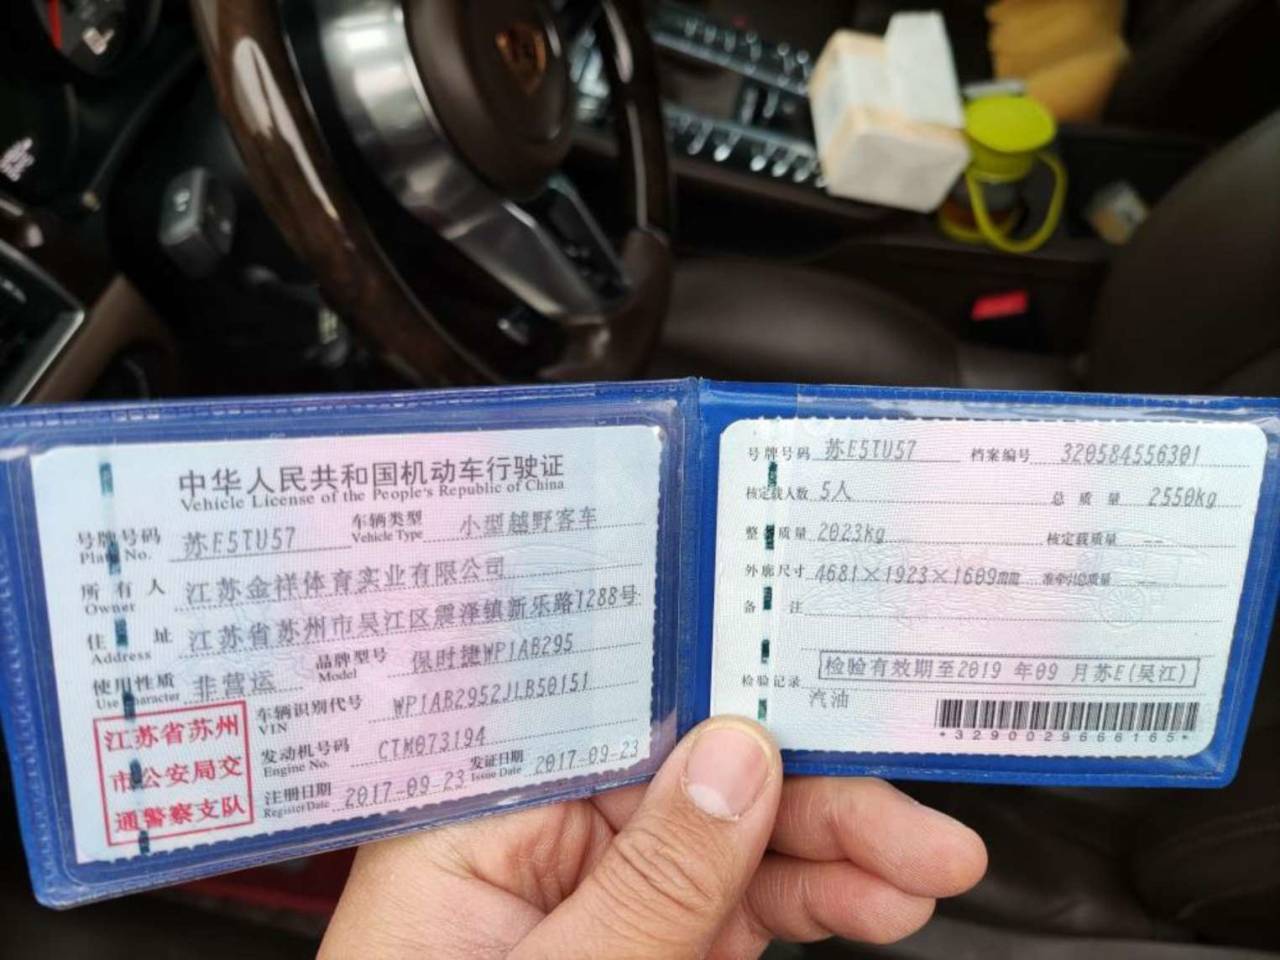 中华人民共和国机动车行驶证
Vehicle License of the People's Republic of China
号牌号码 苏E5TU57 车辆类型 小型越野客车
Plate No. Vehicle Type
所有人 江苏金祥体育实业有限公司
Owner
住址 江苏省苏州市吴江区震泽镇新乐路1288号
Address
使用性质 非营运 品牌型号 保时捷WP1AB295
Use Character Model
江苏省苏州
市公安局交
通警察支队
车辆识别代号 WP1AB2952JLB50151
VIN
发动机号码 CTM073194
Engine No.
注册日期 2017-09-23 发证日期 2017-09-23
Register Date Issue Date
号牌号码 苏E5TU57 档案编号 320584556301
核定载人数 5人 总质量 2550kg
整备质量 2023kg 核定载质量 --
外廓尺寸 4681×1923×1609mm 准牵引总质量 --
备注
检验有效期至2019年09月苏E(吴江)
检验记录
汽油
*3290029666165*